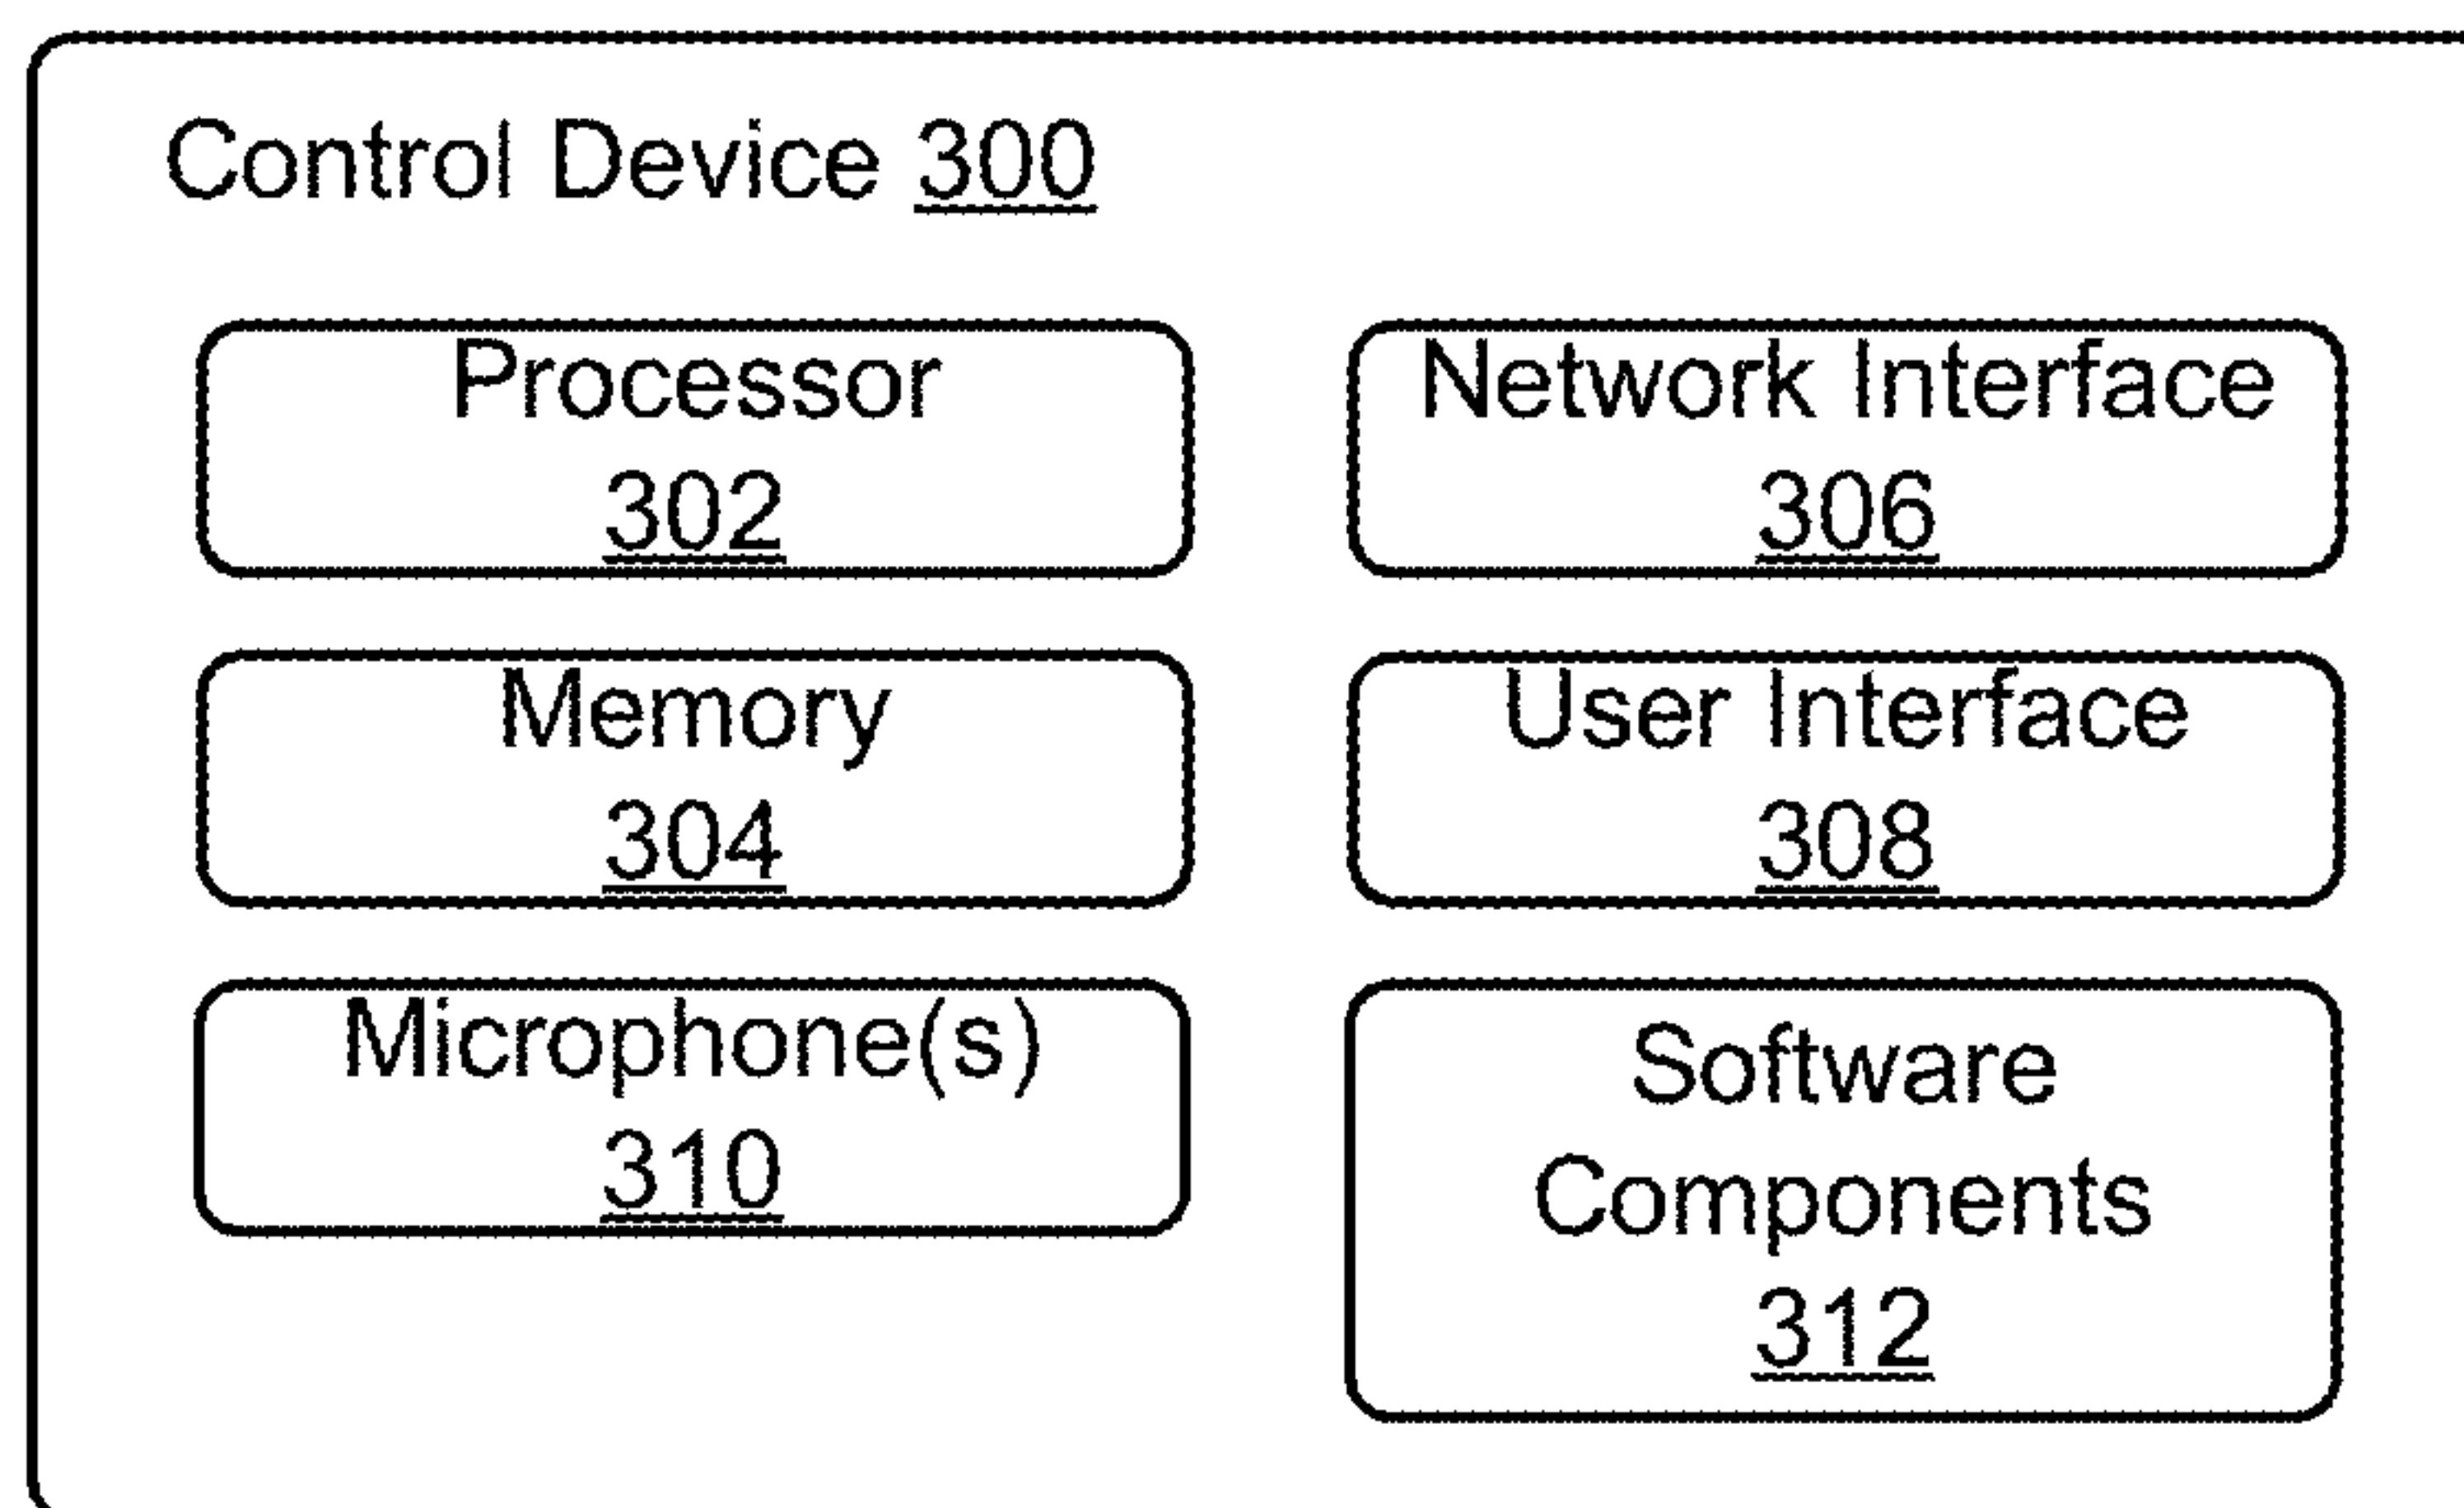 Control Device 300
Processor
302
Network Interface
306
Memory
304
User Interface
308
Microphone(s)
310
Software
Components
312